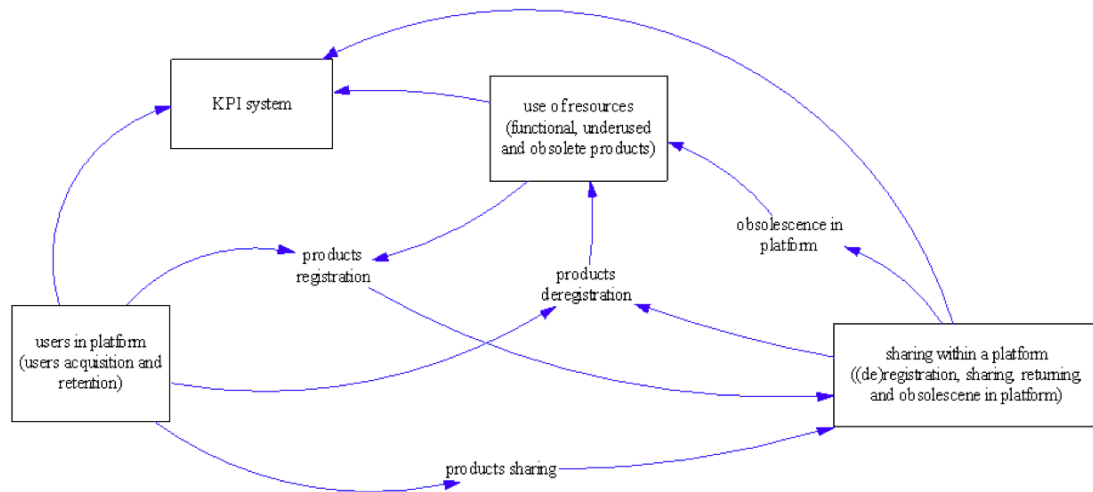 KPI system
use of resources
(functional, underused
and obsolete products)
obsolescence in
platform
products
registration
products
deregistration
users in platform
(users acquisition and
retention)
sharing within a platform
((de)registration, sharing, returning,
and obsolescene in platform)
products sharing